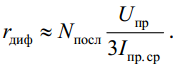 r_диф ≈ N_посл U_пр / 3I_пр.ср .